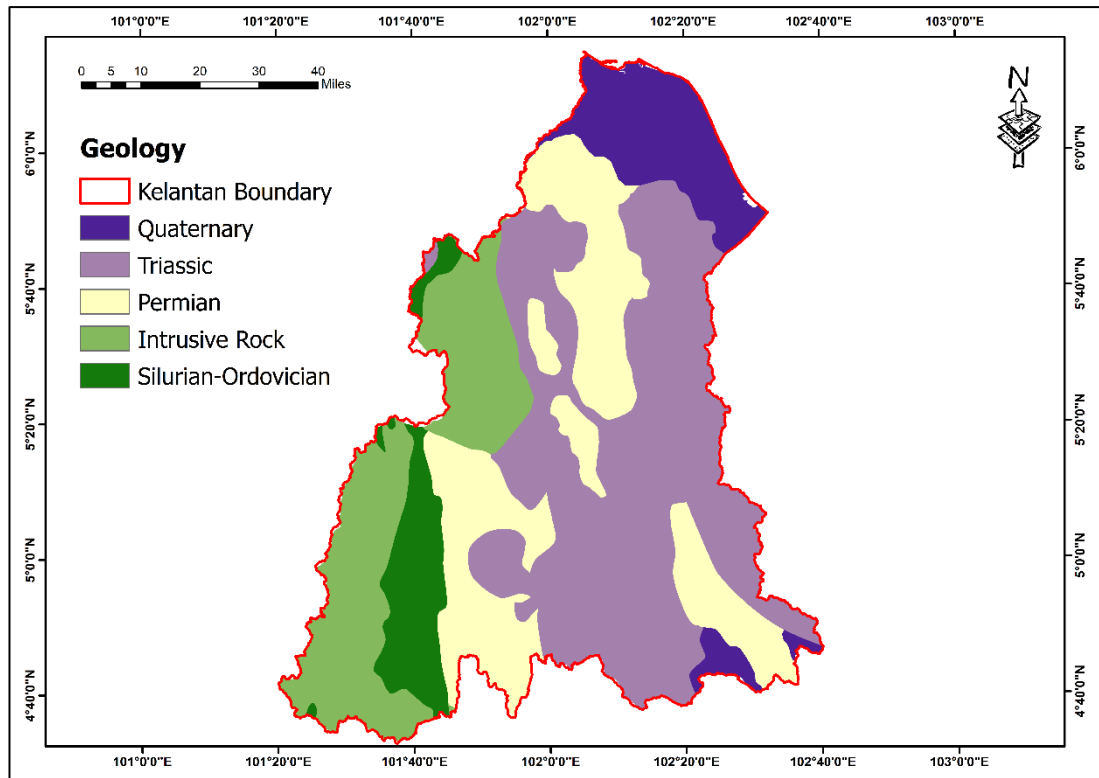 101°0'0"E 101°20'0"E 101°40'0"E 102°0'0"E 102°20'0"E 102°40'0"E 103°0'0"E
0 5 10 20 30 40
Miles
N
Geology
Kelantan Boundary
Quaternary
Triassic
Permian
Intrusive Rock
Silurian-Ordovician
6°0'0"N
5°40'0"N
5°20'0"N
5°0'0"N
4°40'0"N
6°0'0"N
5°40'0"N
5°20'0"N
5°0'0"N
4°40'0"N
101°0'0"E 101°20'0"E 101°40'0"E 102°0'0"E 102°20'0"E 102°40'0"E 103°0'0"E